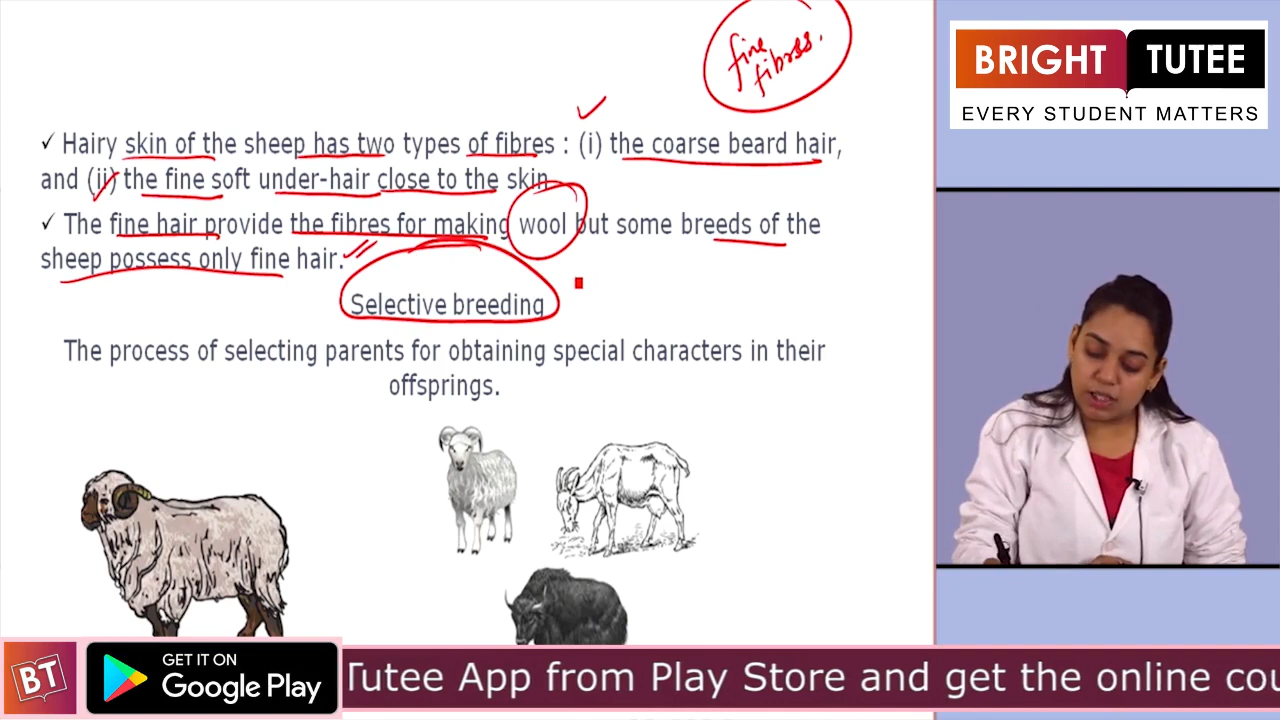 fine
fibres.
✓ Hairy skin of the sheep has two types of fibres : (i) the coarse beard hair,
and (ii) the fine soft under-hair close to the skin
✓ The fine hair provide the fibres for making wool but some breeds of the
sheep possess only fine hair.
Selective breeding
The process of selecting parents for obtaining special characters in their
offsprings.
BRIGHT TUTEE
EVERY STUDENT MATTERS
BT
GET IT ON
Google Play
Tutee App from Play Store and get the online cou